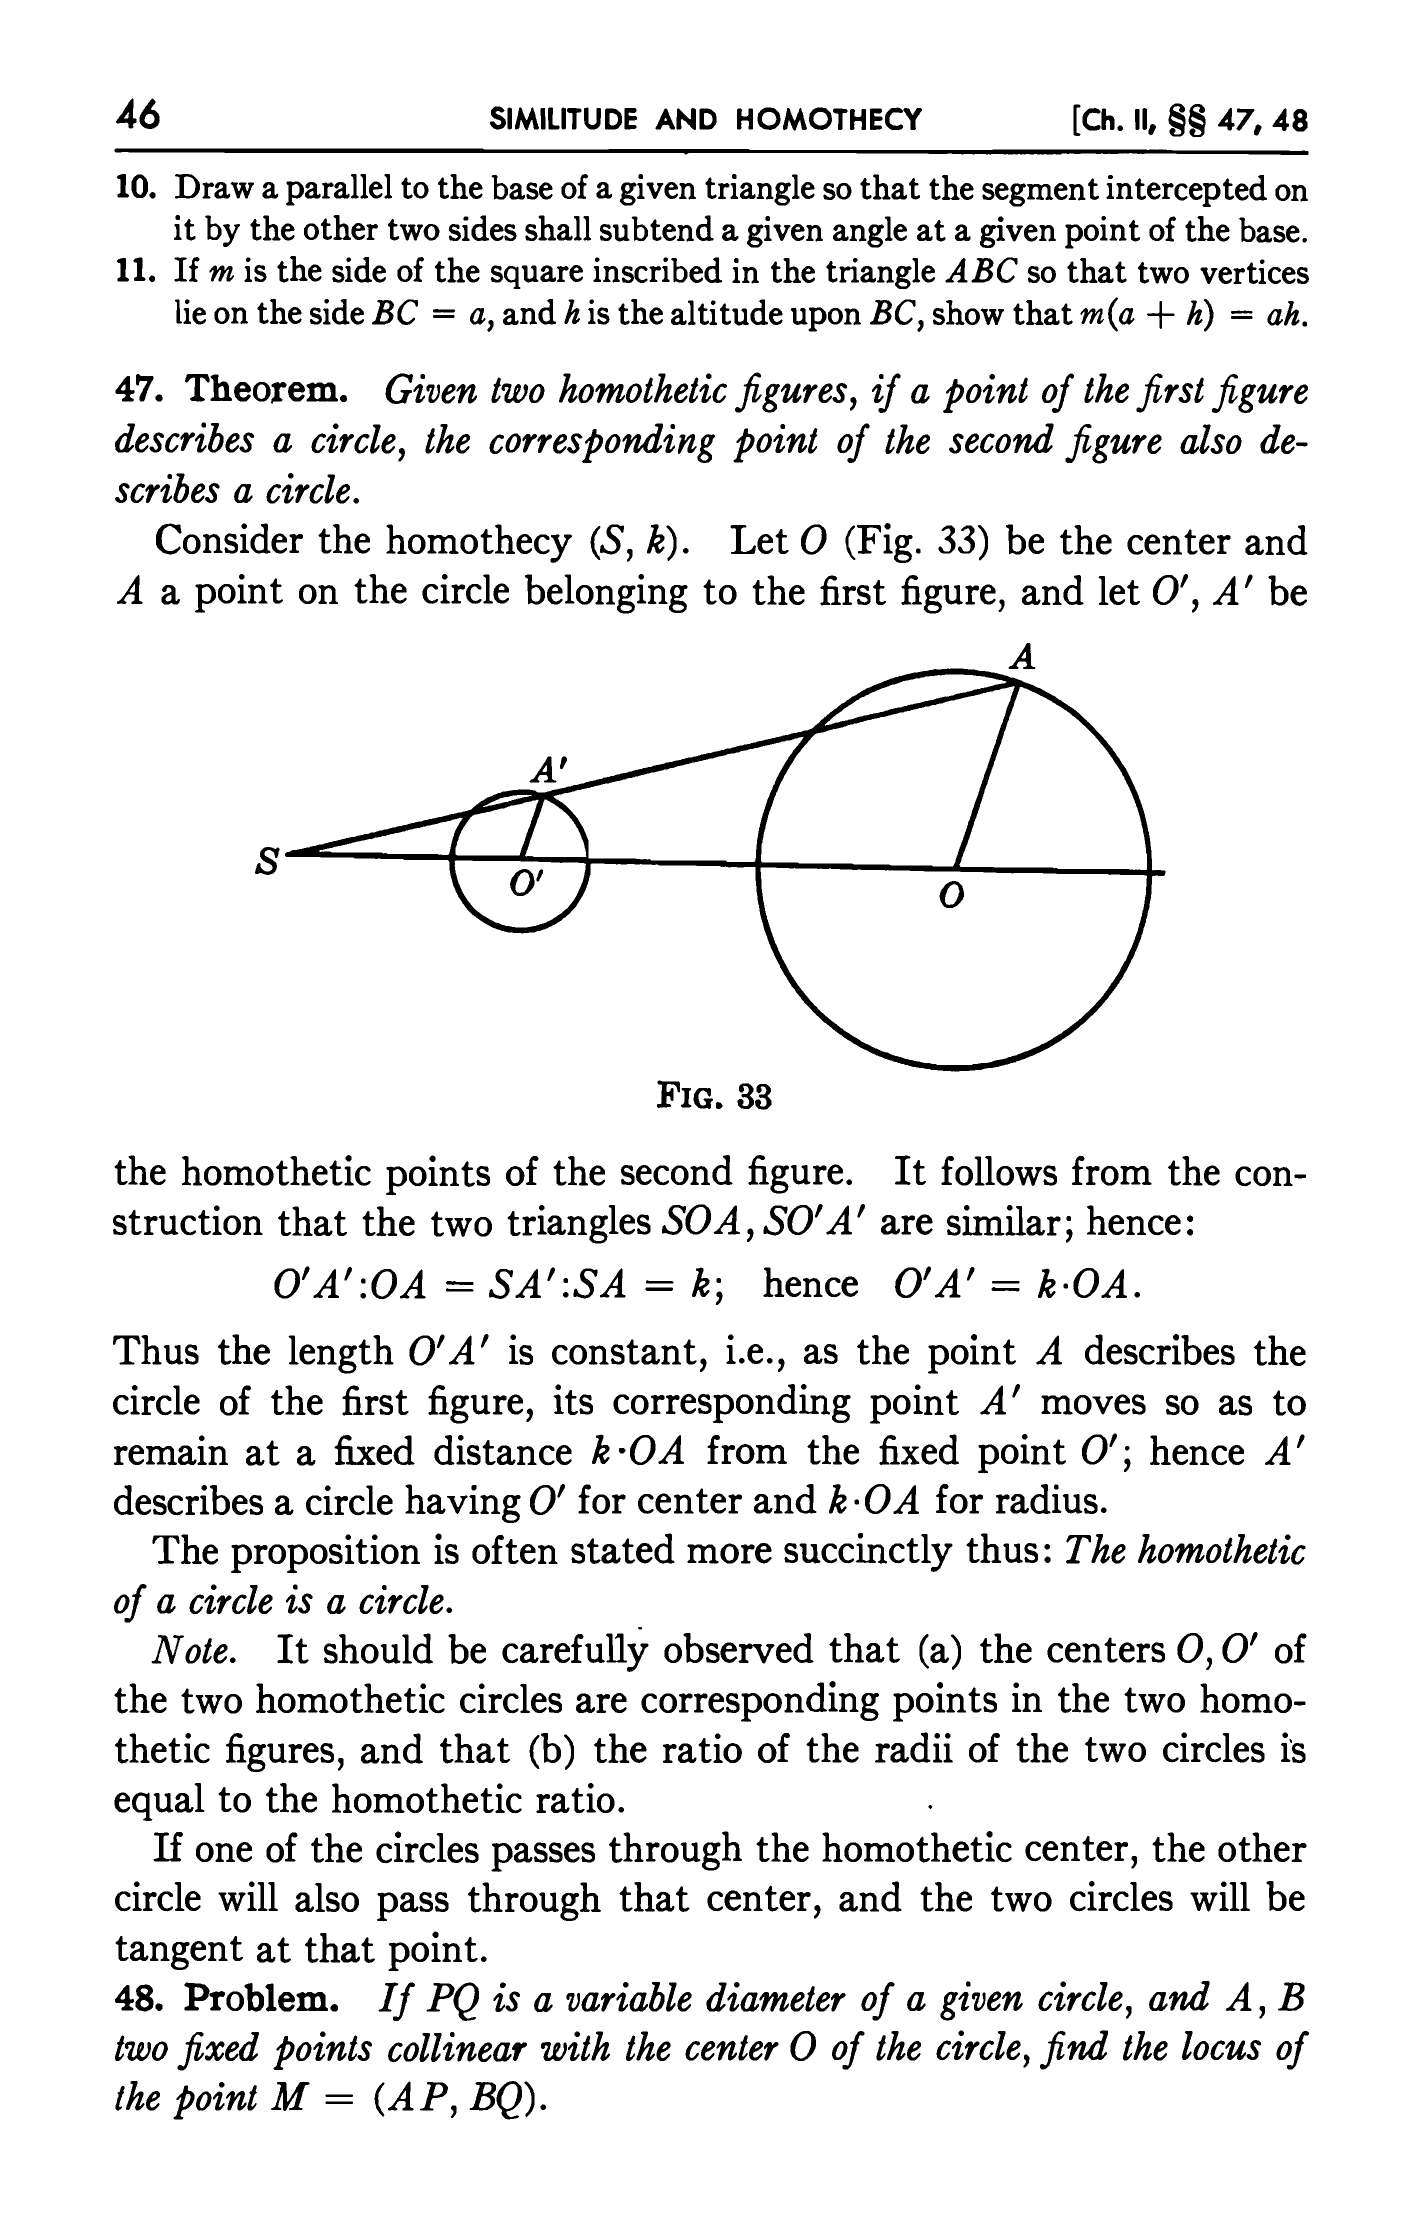 46 SIMILITUDE AND HOMOTHECY [Ch. II, §§ 47, 48
10. Draw a parallel to the base of a given triangle so that the segment intercepted on
it by the other two sides shall subtend a given angle at a given point of the base.
11. If m is the side of the square inscribed in the triangle ABC so that two vertices
lie on the side BC = a, and h is the altitude upon BC, show that m(a + h) = ah.
47. Theorem. Given two homothetic figures, if a point of the first figure
describes a circle, the corresponding point of the second figure also de-
scribes a circle.
Consider the homothecy (S, k). Let O (Fig. 33) be the center and
A a point on the circle belonging to the first figure, and let O′, A′ be
A
A′
S
O′
O
FIG. 33
the homothetic points of the second figure. It follows from the con-
struction that the two triangles SOA, SO′A′ are similar; hence:
O′A′:OA = SA′:SA = k; hence O′A′ = k·OA.
Thus the length O′A′ is constant, i.e., as the point A describes the
circle of the first figure, its corresponding point A′ moves so as to
remain at a fixed distance k·OA from the fixed point O′; hence A′
describes a circle having O′ for center and k·OA for radius.
The proposition is often stated more succinctly thus: The homothetic
of a circle is a circle.
Note. It should be carefully observed that (a) the centers O, O′ of
the two homothetic circles are corresponding points in the two homo-
thetic figures, and that (b) the ratio of the radii of the two circles is
equal to the homothetic ratio.
If one of the circles passes through the homothetic center, the other
circle will also pass through that center, and the two circles will be
tangent at that point.
48. Problem. If PQ is a variable diameter of a given circle, and A, B
two fixed points collinear with the center O of the circle, find the locus of
the point M = (AP, BQ).